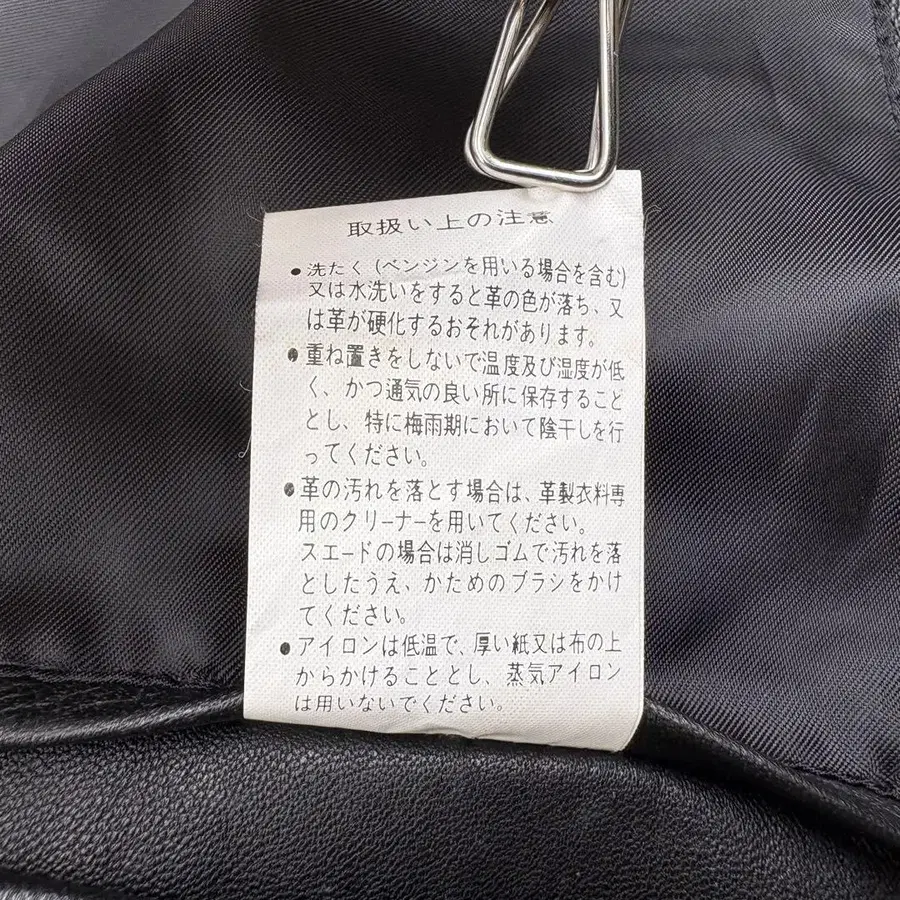 取扱い上の注意
●洗たく(ベンジンを用いる場合を含む)
又は水洗いをすると革の色が落ち、又
は革が硬化するおそれがあります。
●重ね置きをしないで温度及び湿度が低
く、かつ通気の良い所に保存すること
とし、特に梅雨期において陰干しを行
ってください。
●革の汚れを落とす場合は、革製衣料専
用のクリーナーを用いてください。
スエードの場合は消しゴムで汚れを落
としたうえ、かためのブラシをかけ
てください。
●アイロンは低温で、厚い紙又は布の上
からかけることとし、蒸気アイロン
は用いないでください。